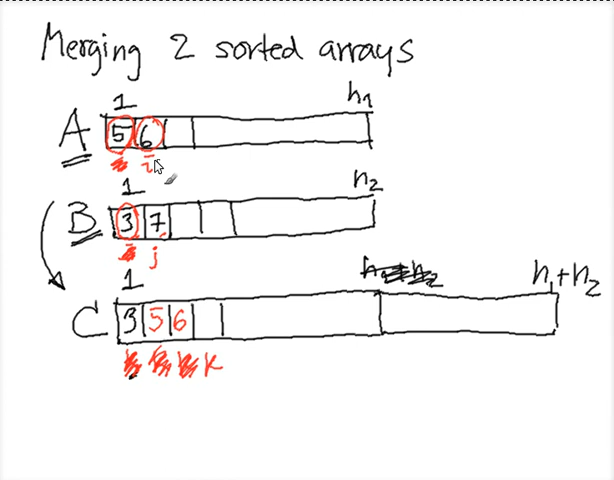 Merging 2 sorted arrays
1 n1
A 5 6
i
1 n2
B 3 7
j
1 n1+n2
C 3 5 6
k